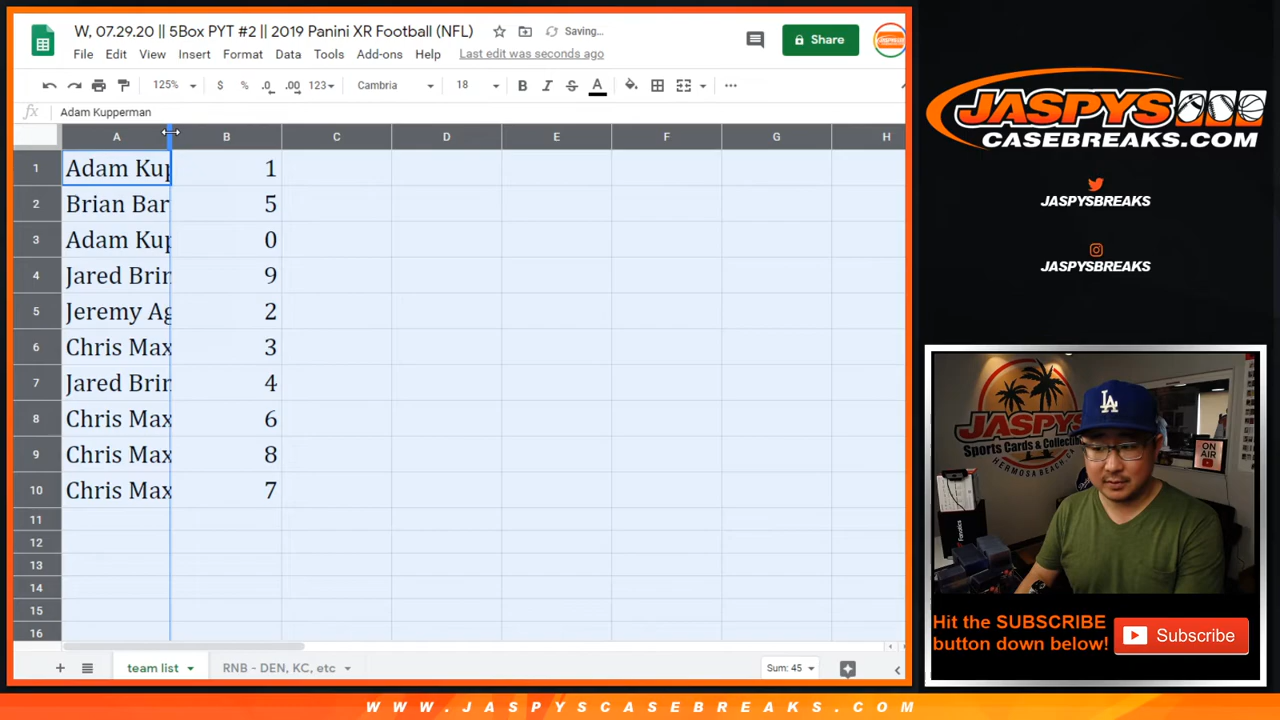 W, 07.29.20 || 5Box PYT #2 || 2019 Panini XR Football (NFL)
Saving...
File Edit View Insert Format Data Tools Add-ons Help Last edit was seconds ago
Share
125% $ % .0 .00 123 Cambria 18 B I S A
fx Adam Kupperman
A B C D E F G H
1 Adam Kup 1
2 Brian Bar 5
3 Adam Kup 0
4 Jared Brin 9
5 Jeremy Ag 2
6 Chris Max 3
7 Jared Brin 4
8 Chris Max 6
9 Chris Max 8
10 Chris Max 7
11
12
13
14
15
16
team list RNB - DEN, KC, etc Sum: 45
JASPYS
CASEBREAKS.COM
JASPYSBREAKS
JASPYSBREAKS
JASPYS
Sports Cards & Collectibles
HERMOSA BEACH, CA
LA
ON AIR
Fanatics
Hit the SUBSCRIBE
button down below!
Subscribe
WWW.JASPYSCASEBREAKS.COM